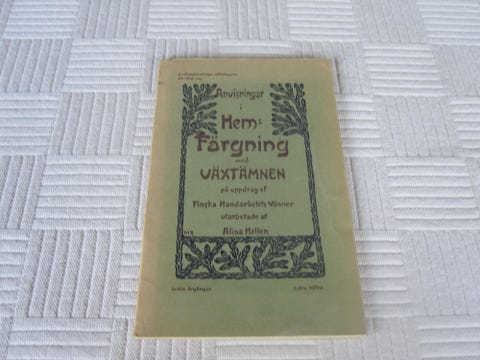 Anvisningar
i
Hem=
Färgning
med
VÄXTÄMNEN
på uppdrag af
Finska Handarbetets Vänner
utarbetade af
Alina Hellén